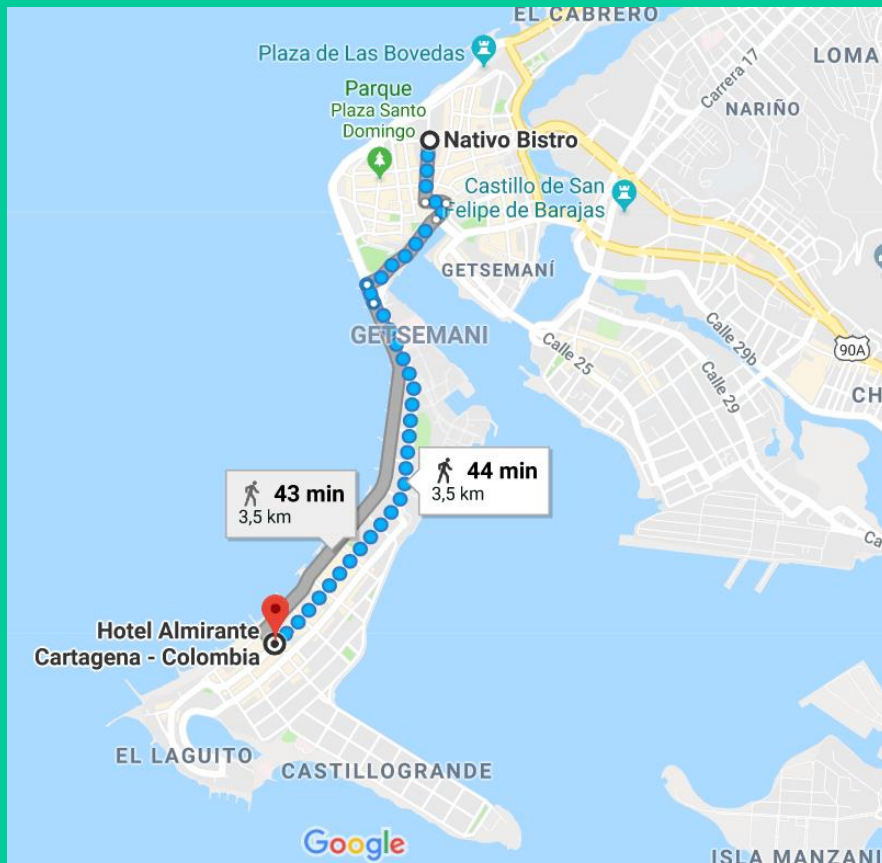 EL CABRERO
Plaza de Las Bovedas
LOMA
Carrera 17
Parque
Plaza Santo
Domingo
NARIÑO
Nativo Bistro
Castillo de San
Felipe de Barajas
GETSEMANÍ
GETSEMANI
Calle 25
Calle 29b
Calle 29
90A
CH
43 min
3,5 km
44 min
3,5 km
Ca
Hotel Almirante
Cartagena - Colombia
EL LAGUITO
CASTILLOGRANDE
Google
ISLA MANZANI